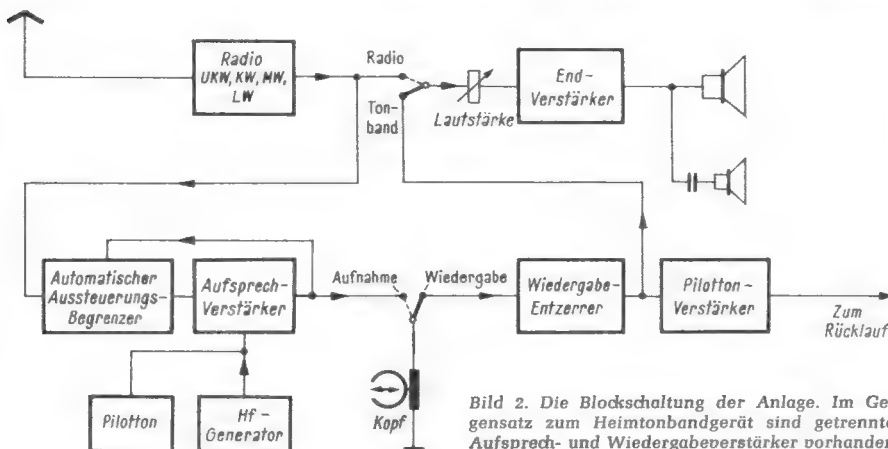 Radio
UKW, KW, MW,
LW
Radio
Ton-
band
Lautstärke
End-
Verstärker
Automatischer
Aussteuerungs-
Begrenzer
Aufsprech-
Verstärker
Aufnahme
Wiedergabe
Wiedergabe-
Entzerrer
Pilotton-
Verstärker
Zum
Rücklauf
Pilotton
Hf-
Generator
Kopf
Bild 2. Die Blockschaltung der Anlage. Im Ge-
gensatz zum Heimtonbandgerät sind getrennte
Aufsprech- und Wiedergabeverstärker vorhanden